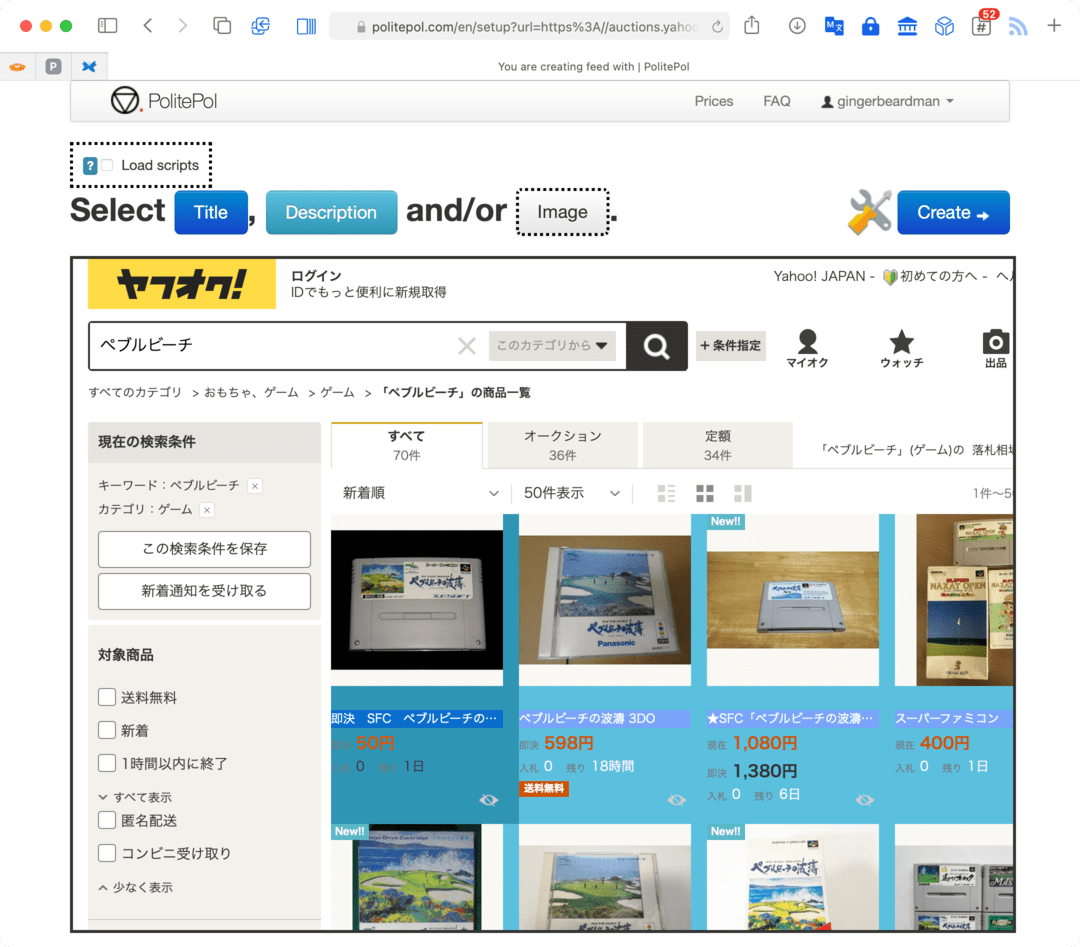 politepol.com/en/setup?url=https%3A//auctions.yahoo
52
You are creating feed with | PolitePol
PolitePol
Prices
FAQ
gingerbeardman
? Load scripts
Select Title, Description and/or Image.
Create →
ヤフオク!
ログイン
IDでもっと便利に新規取得
Yahoo! JAPAN - 初めての方へ - ヘル
ペブルビーチ
このカテゴリから
+ 条件指定
マイオク
ウォッチ
出品
すべてのカテゴリ > おもちゃ、ゲーム > ゲーム > 「ペブルビーチ」の商品一覧
現在の検索条件
キーワード:ペブルビーチ ×
カテゴリ:ゲーム ×
この検索条件を保存
新着通知を受け取る
対象商品
送料無料
新着
1時間以内に終了
すべて表示
匿名配送
コンビニ受け取り
少なく表示
すべて
70件
オークション
36件
定額
34件
「ペブルビーチ」(ゲーム)の 落札相場
新着順
50件表示
1件〜50
即決 SFC ペブルビーチの…
即決 50円
入札 0 残り 1日
Panasonic
ペブルビーチの波濤 3DO
即決 598円
入札 0 残り 18時間
送料無料
New!!
★SFC「ペブルビーチの波濤…
現在 1,080円
即決 1,380円
入札 0 残り 6日
NAXAT OPEN
スーパーファミコン
現在 400円
入札 0 残り 1日
New!!
New!!
ペブルビーチの波濤